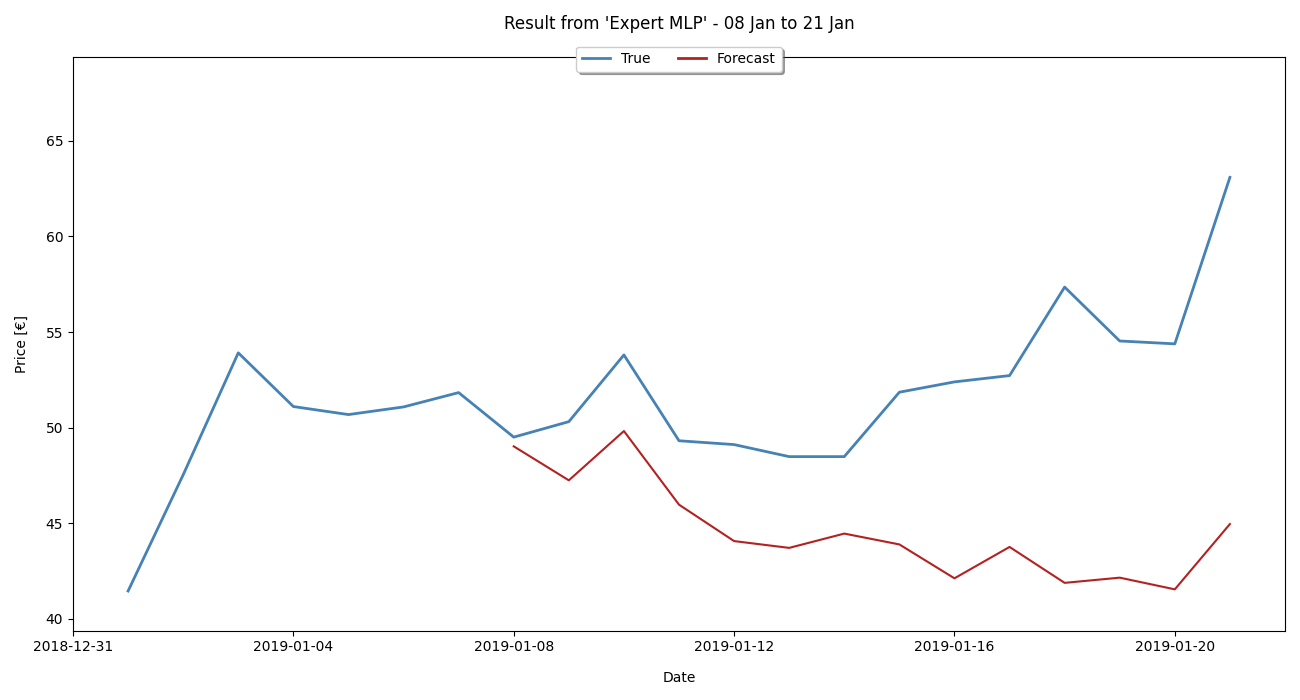 Result from 'Expert MLP' - 08 Jan to 21 Jan
True Forecast
65
60
55
50
45
40
Price [€]
2018-12-31 2019-01-04 2019-01-08 2019-01-12 2019-01-16 2019-01-20
Date